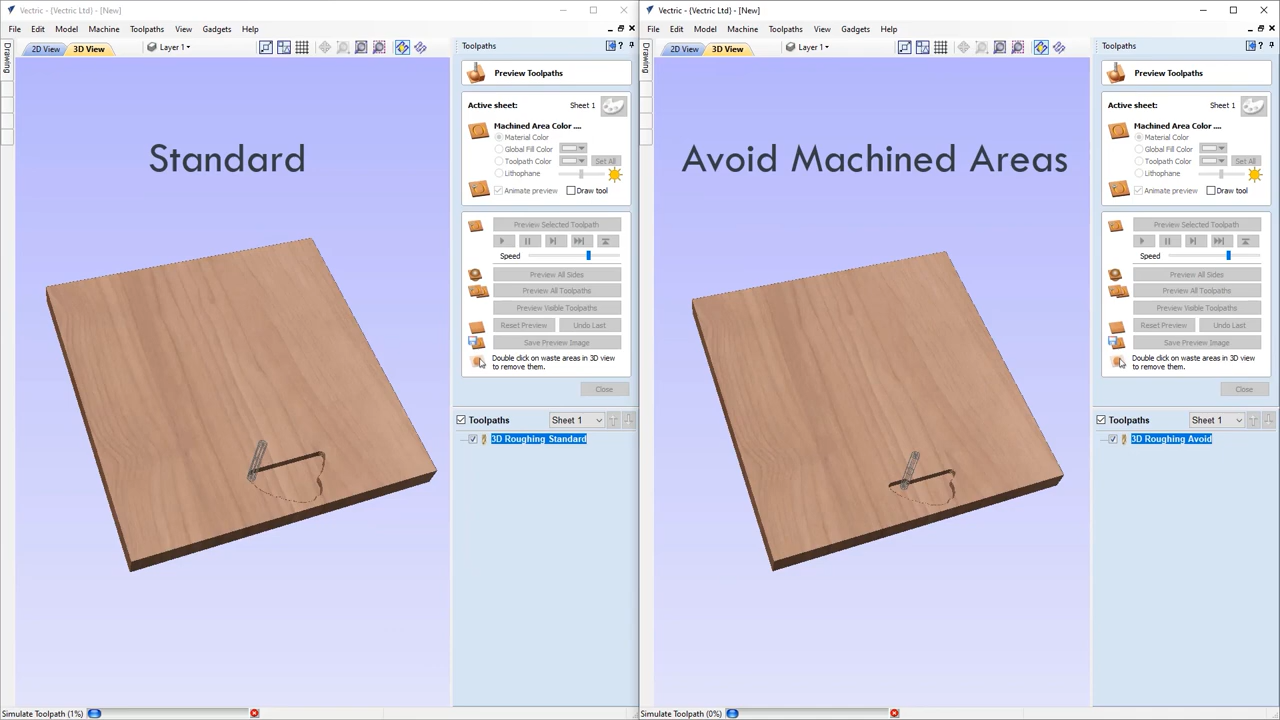 Vectric - {Vectric Ltd} - [New]
File Edit Model Machine Toolpaths View Gadgets Help
2D View 3D View Layer 1
Drawing
Standard
Toolpaths
Preview Toolpaths
Active sheet: Sheet 1
Machined Area Color ....
Material Color
Global Fill Color
Toolpath Color Set All
Lithophane
Animate preview Draw tool
Preview Selected Toolpath
Speed
Preview All Sides
Preview All Toolpaths
Preview Visible Toolpaths
Reset Preview Undo Last
Save Preview Image
Double click on waste areas in 3D view
to remove them.
Close
Toolpaths Sheet 1
3D Roughing Standard
Simulate Toolpath (1%)
Vectric - {Vectric Ltd} - [New]
File Edit Model Machine Toolpaths View Gadgets Help
2D View 3D View Layer 1
Drawing
Avoid Machined Areas
Toolpaths
Preview Toolpaths
Active sheet: Sheet 1
Machined Area Color ....
Material Color
Global Fill Color
Toolpath Color Set All
Lithophane
Animate preview Draw tool
Preview Selected Toolpath
Speed
Preview All Sides
Preview All Toolpaths
Preview Visible Toolpaths
Reset Preview Undo Last
Save Preview Image
Double click on waste areas in 3D view
to remove them.
Close
Toolpaths Sheet 1
3D Roughing Avoid
Simulate Toolpath (0%)